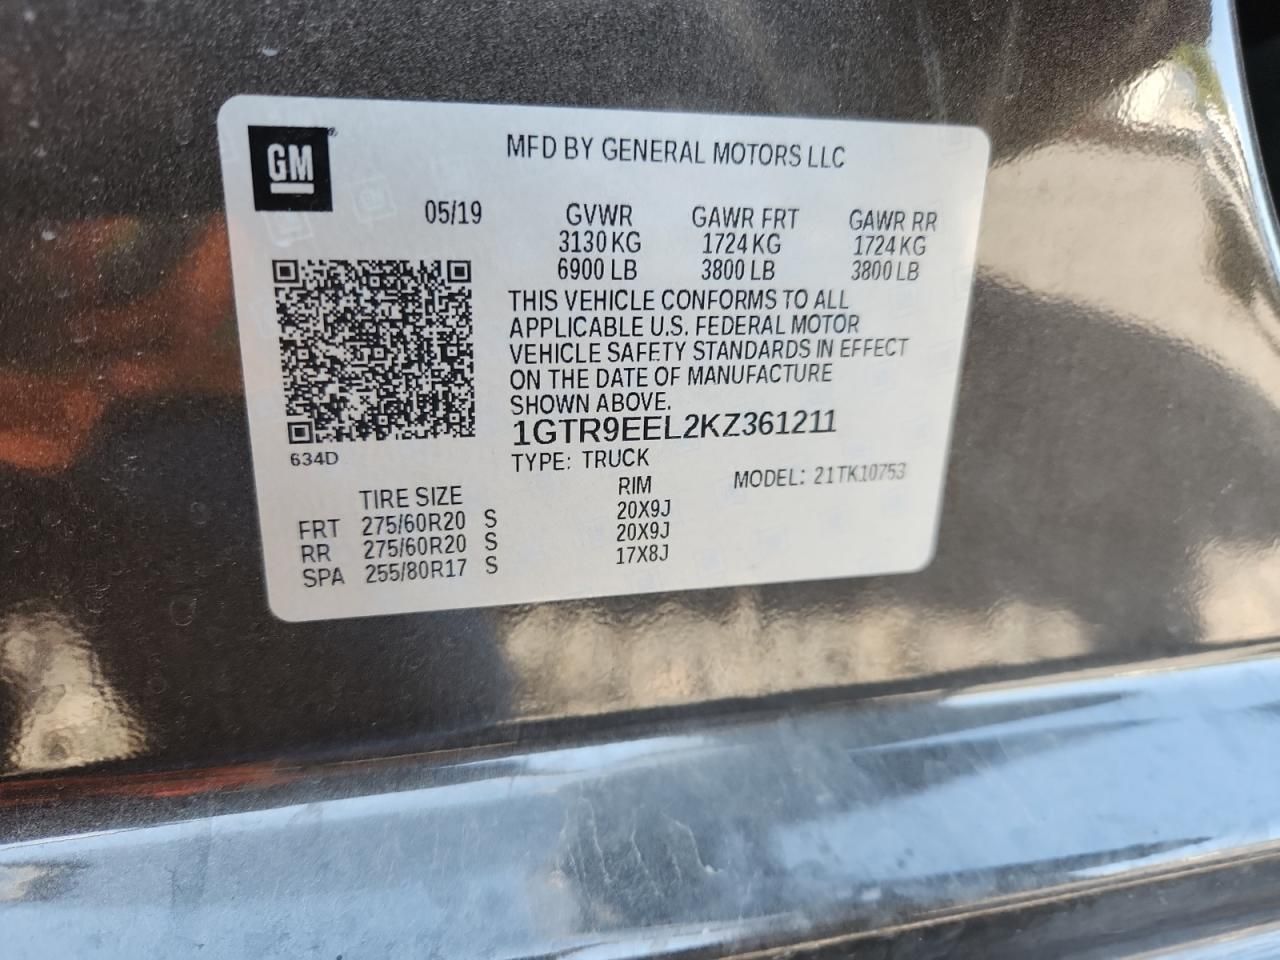 GM
MFD BY GENERAL MOTORS LLC
05/19 GVWR GAWR FRT GAWR RR
3130 KG 1724 KG 1724 KG
6900 LB 3800 LB 3800 LB
THIS VEHICLE CONFORMS TO ALL
APPLICABLE U.S. FEDERAL MOTOR
VEHICLE SAFETY STANDARDS IN EFFECT
ON THE DATE OF MANUFACTURE
SHOWN ABOVE.
1GTR9EEL2KZ361211
634D
TYPE: TRUCK
MODEL: 21TK10753
TIRE SIZE RIM
FRT 275/60R20 S 20X9J
RR 275/60R20 S 20X9J
SPA 255/80R17 S 17X8J